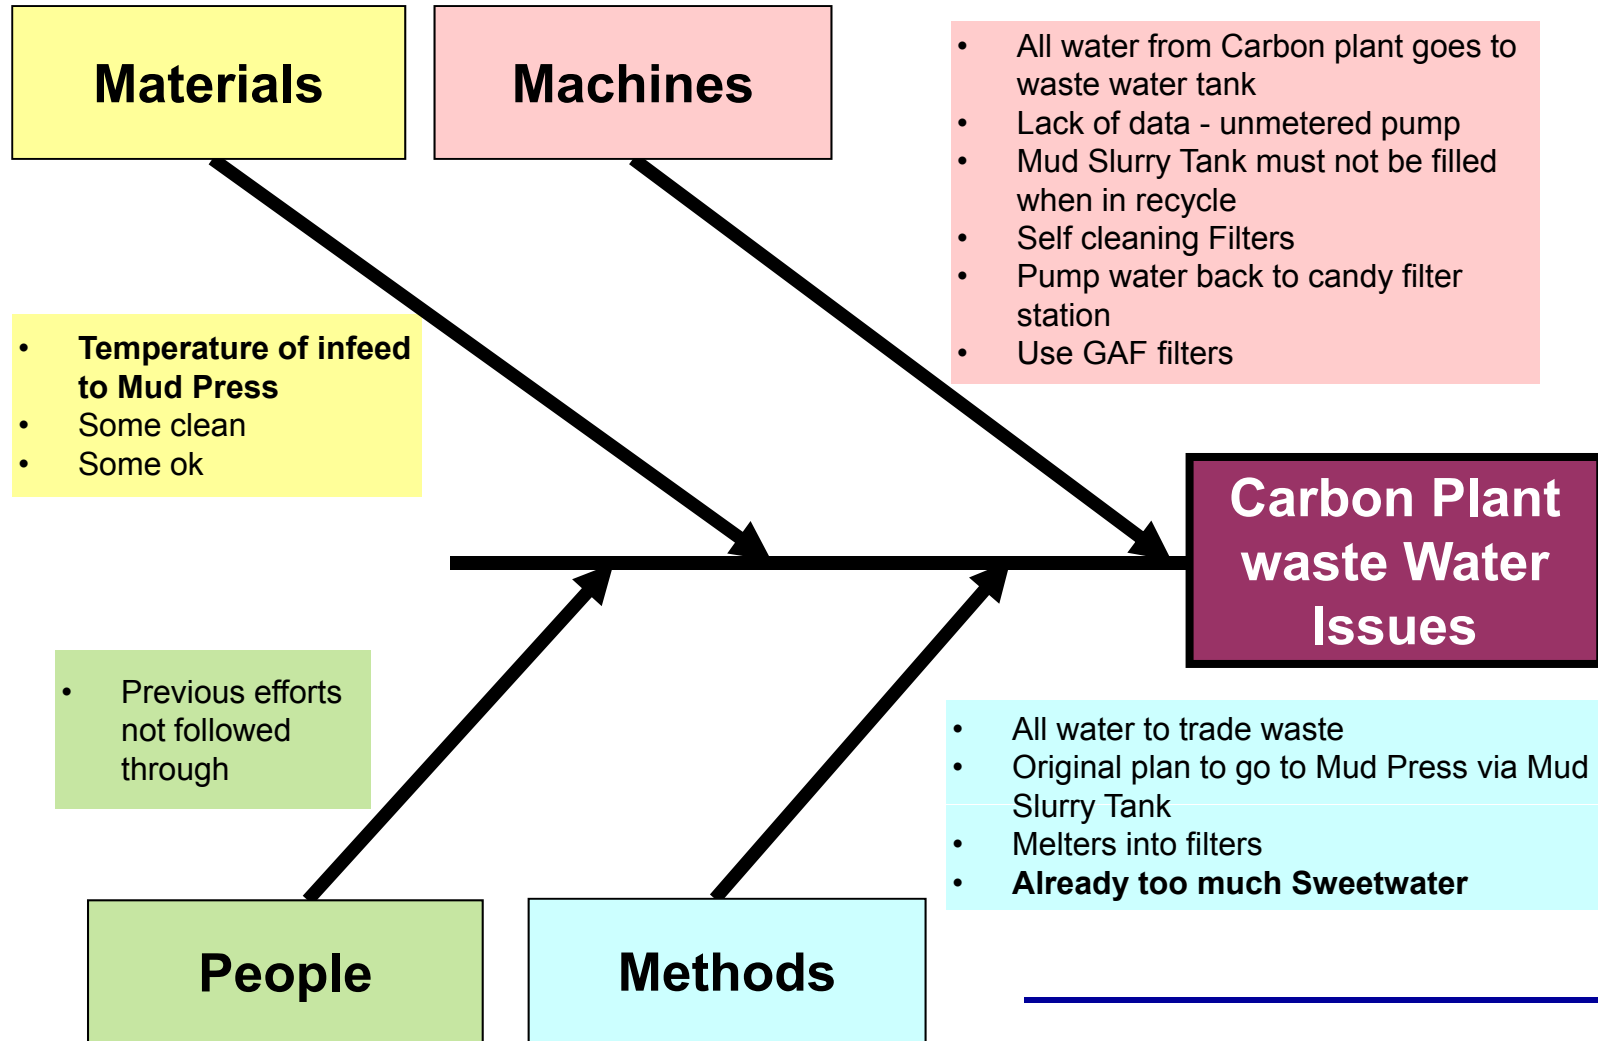 Materials
Machines
• All water from Carbon plant goes to
waste water tank
• Lack of data - unmetered pump
• Mud Slurry Tank must not be filled
when in recycle
• Self cleaning Filters
• Pump water back to candy filter
station
• Use GAF filters
• Temperature of infeed
to Mud Press
• Some clean
• Some ok
Carbon Plant
waste Water
Issues
• Previous efforts
not followed
through
• All water to trade waste
• Original plan to go to Mud Press via Mud
Slurry Tank
• Melters into filters
• Already too much Sweetwater
People
Methods